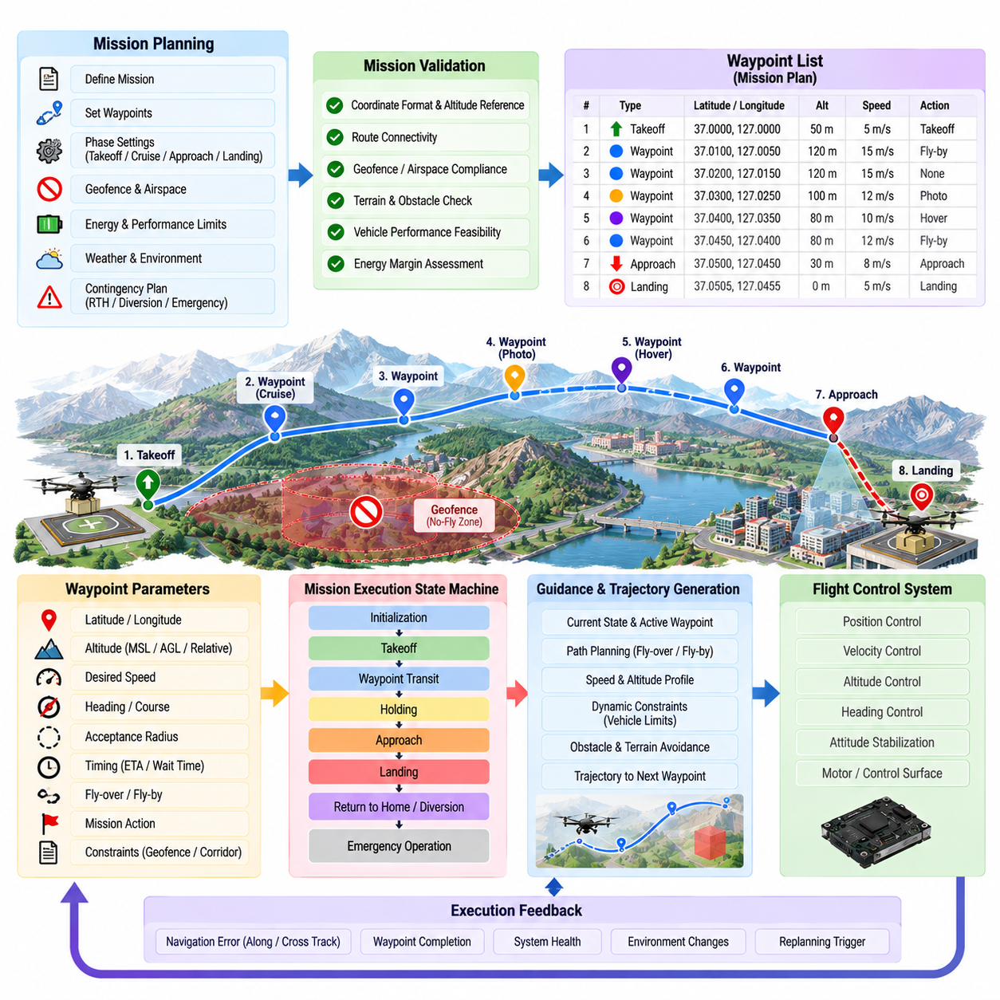 Mission Planning
Define Mission
Set Waypoints
Phase Settings
(Takeoff / Cruise / Approach / Landing)
Geofence & Airspace
Energy & Performance Limits
Weather & Environment
Contingency Plan
(RTH / Diversion / Emergency)
Mission Validation
Coordinate Format & Altitude Reference
Route Connectivity
Geofence / Airspace Compliance
Terrain & Obstacle Check
Vehicle Performance Feasibility
Energy Margin Assessment
Waypoint List
(Mission Plan)
# Type Latitude / Longitude Alt Speed Action
1 Takeoff 37.0000, 127.0000 50 m 5 m/s Takeoff
2 Waypoint 37.0100, 127.0050 120 m 15 m/s Fly-by
3 Waypoint 37.0200, 127.0150 120 m 15 m/s None
4 Waypoint 37.0300, 127.0250 100 m 12 m/s Photo
5 Waypoint 37.0400, 127.0350 80 m 10 m/s Hover
6 Waypoint 37.0450, 127.0400 80 m 12 m/s Fly-by
7 Approach 37.0500, 127.0450 30 m 8 m/s Approach
8 Landing 37.0505, 127.0455 0 m 5 m/s Landing
1. Takeoff
2. Waypoint
(Cruise)
3. Waypoint
4. Waypoint
(Photo)
5. Waypoint
(Hover)
6. Waypoint
7. Approach
8. Landing
Geofence
(No-Fly Zone)
Waypoint Parameters
Latitude / Longitude
Altitude (MSL / AGL / Relative)
Desired Speed
Heading / Course
Acceptance Radius
Timing (ETA / Wait Time)
Fly-over / Fly-by
Mission Action
Constraints (Geofence / Corridor)
Mission Execution State Machine
Initialization
Takeoff
Waypoint Transit
Holding
Approach
Landing
Return to Home / Diversion
Emergency Operation
Guidance & Trajectory Generation
Current State & Active Waypoint
Path Planning (Fly-over / Fly-by)
Speed & Altitude Profile
Dynamic Constraints
(Vehicle Limits)
Obstacle & Terrain Avoidance
Trajectory to Next Waypoint
Flight Control System
Position Control
Velocity Control
Altitude Control
Heading Control
Attitude Stabilization
Motor / Control Surface
Execution Feedback
Navigation Error (Along / Cross Track)
Waypoint Completion
System Health
Environment Changes
Replanning Trigger